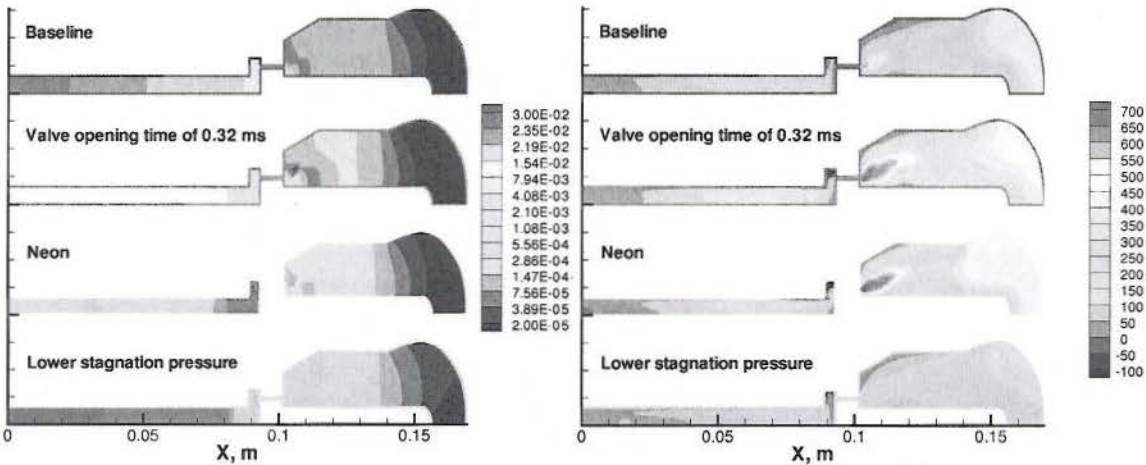 Baseline
Valve opening time of 0.32 ms
Neon
Lower stagnation pressure
3.00E-02
2.35E-02
2.19E-02
1.54E-02
7.94E-03
4.08E-03
2.10E-03
1.08E-03
5.56E-04
2.86E-04
1.47E-04
7.56E-05
3.89E-05
2.00E-05
0 0.05 0.1 0.15
X, m
Baseline
Valve opening time of 0.32 ms
Neon
Lower stagnation pressure
700
650
600
550
500
450
400
350
300
250
200
150
100
50
0
-50
-100
0 0.05 0.1 0.15
X, m